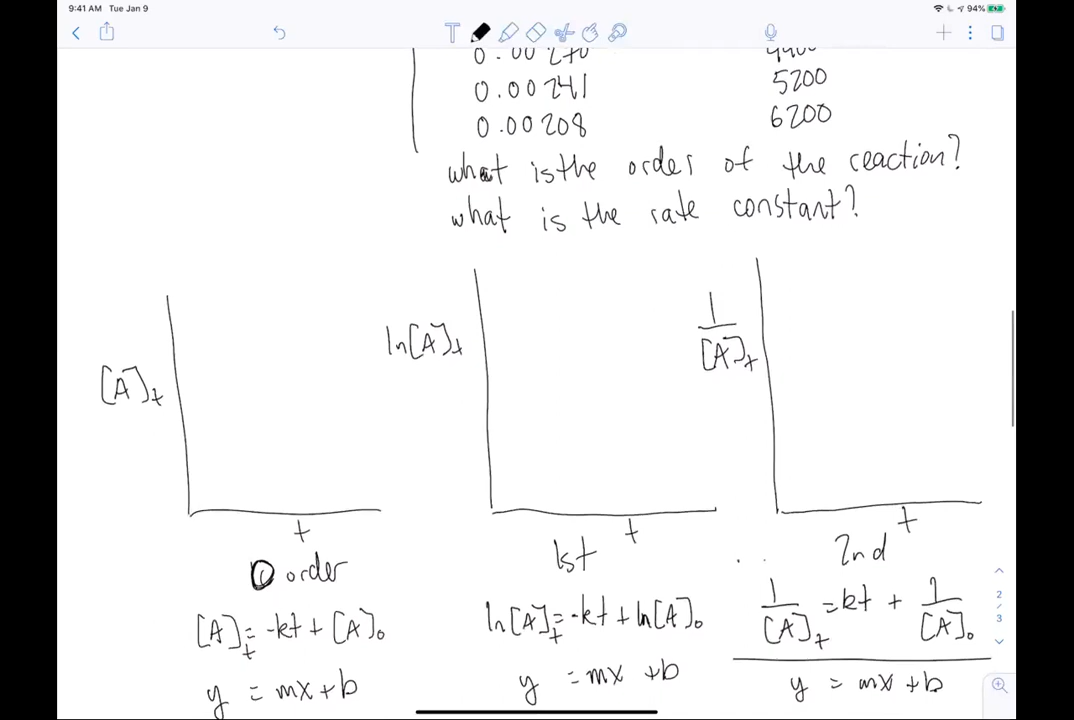 9:41 AM Tue Jan 9
94%
0.00241 5200
0.00208 6200
what is the order of the reaction?
what is the rate constant?
[A]t
ln[A]t
1/[A]t
t
t
t
0 order
1st
2nd
[A]t = -kt + [A]0
ln[A]t = -kt + ln[A]0
1/[A]t = kt + 1/[A]0
y = mx + b
y = mx + b
y = mx + b
2
/
3